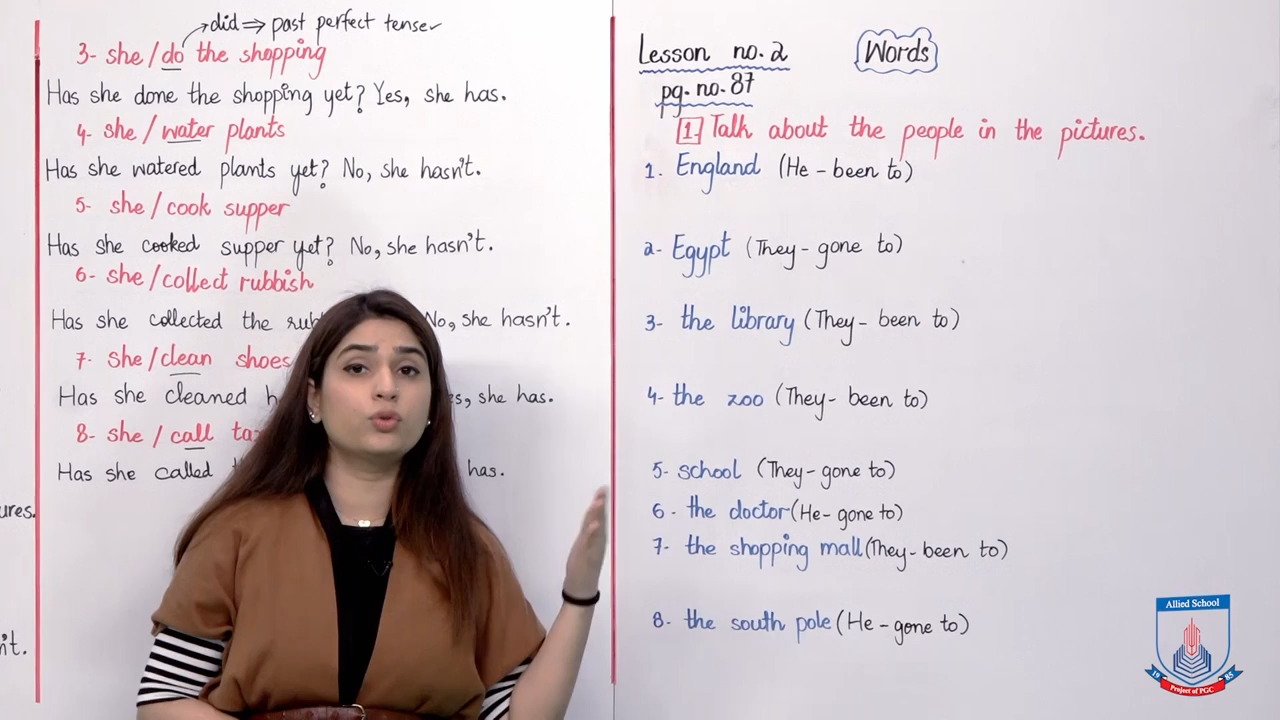 did ⇒ past perfect tense
3- she/do the shopping
Has she done the shopping yet? Yes, she has.
4- she/water plants
Has she watered plants yet? No, she hasn't.
5- she/cook supper
Has she cooked supper yet? No, she hasn't.
6- she/collect rubbish
Has she collected the No, she hasn't.
7- she/clean shoes
Has she cleaned she has.
8- she/call
Has she called has.
ures.
n't.
Lesson no. 2
Words
pg. no. 87
1. Talk about the people in the pictures.
1. England (He - been to)
2- Egypt (They - gone to)
3- the library (They - been to)
4- the zoo (They - been to)
5- school (They - gone to)
6- the doctor (He - gone to)
7- the shopping mall (They - been to)
8- the south pole (He - gone to)
Allied School
19 85
Project of PGC